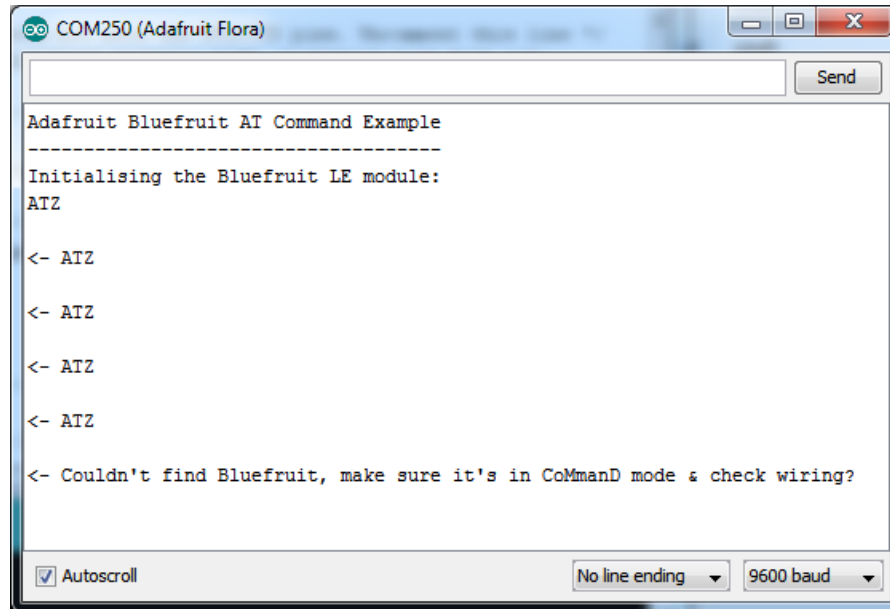 COM250 (Adafruit Flora)
Send
Adafruit Bluefruit AT Command Example
-------------------------------------
Initialising the Bluefruit LE module:
ATZ
<- ATZ
<- ATZ
<- ATZ
<- ATZ
<- Couldn't find Bluefruit, make sure it's in CoMmanD mode & check wiring?
Autoscroll
No line ending
9600 baud